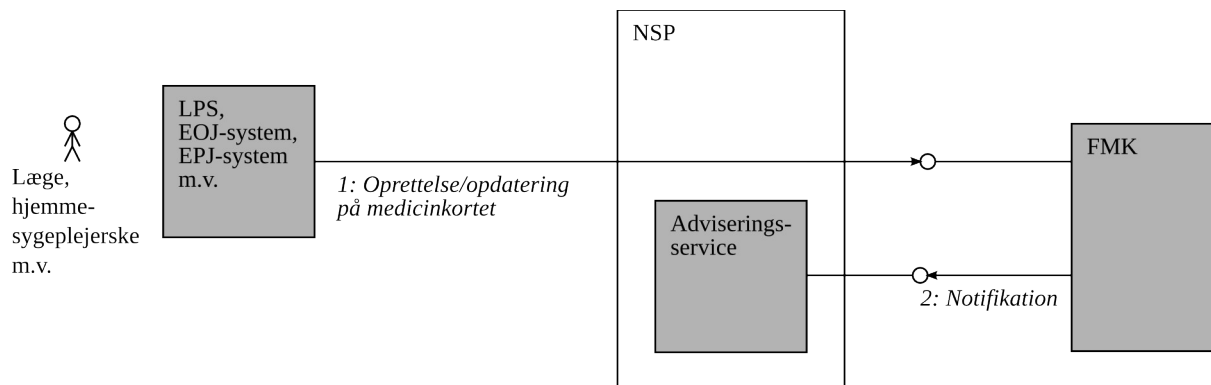 NSP
LPS,
EOJ-system,
EPJ-system
m.v.
Læge,
hjemme-
sygeplejerske
m.v.
1: Oprettelse/opdatering
på medicinkortet
Adviserings-
service
FMK
2: Notifikation